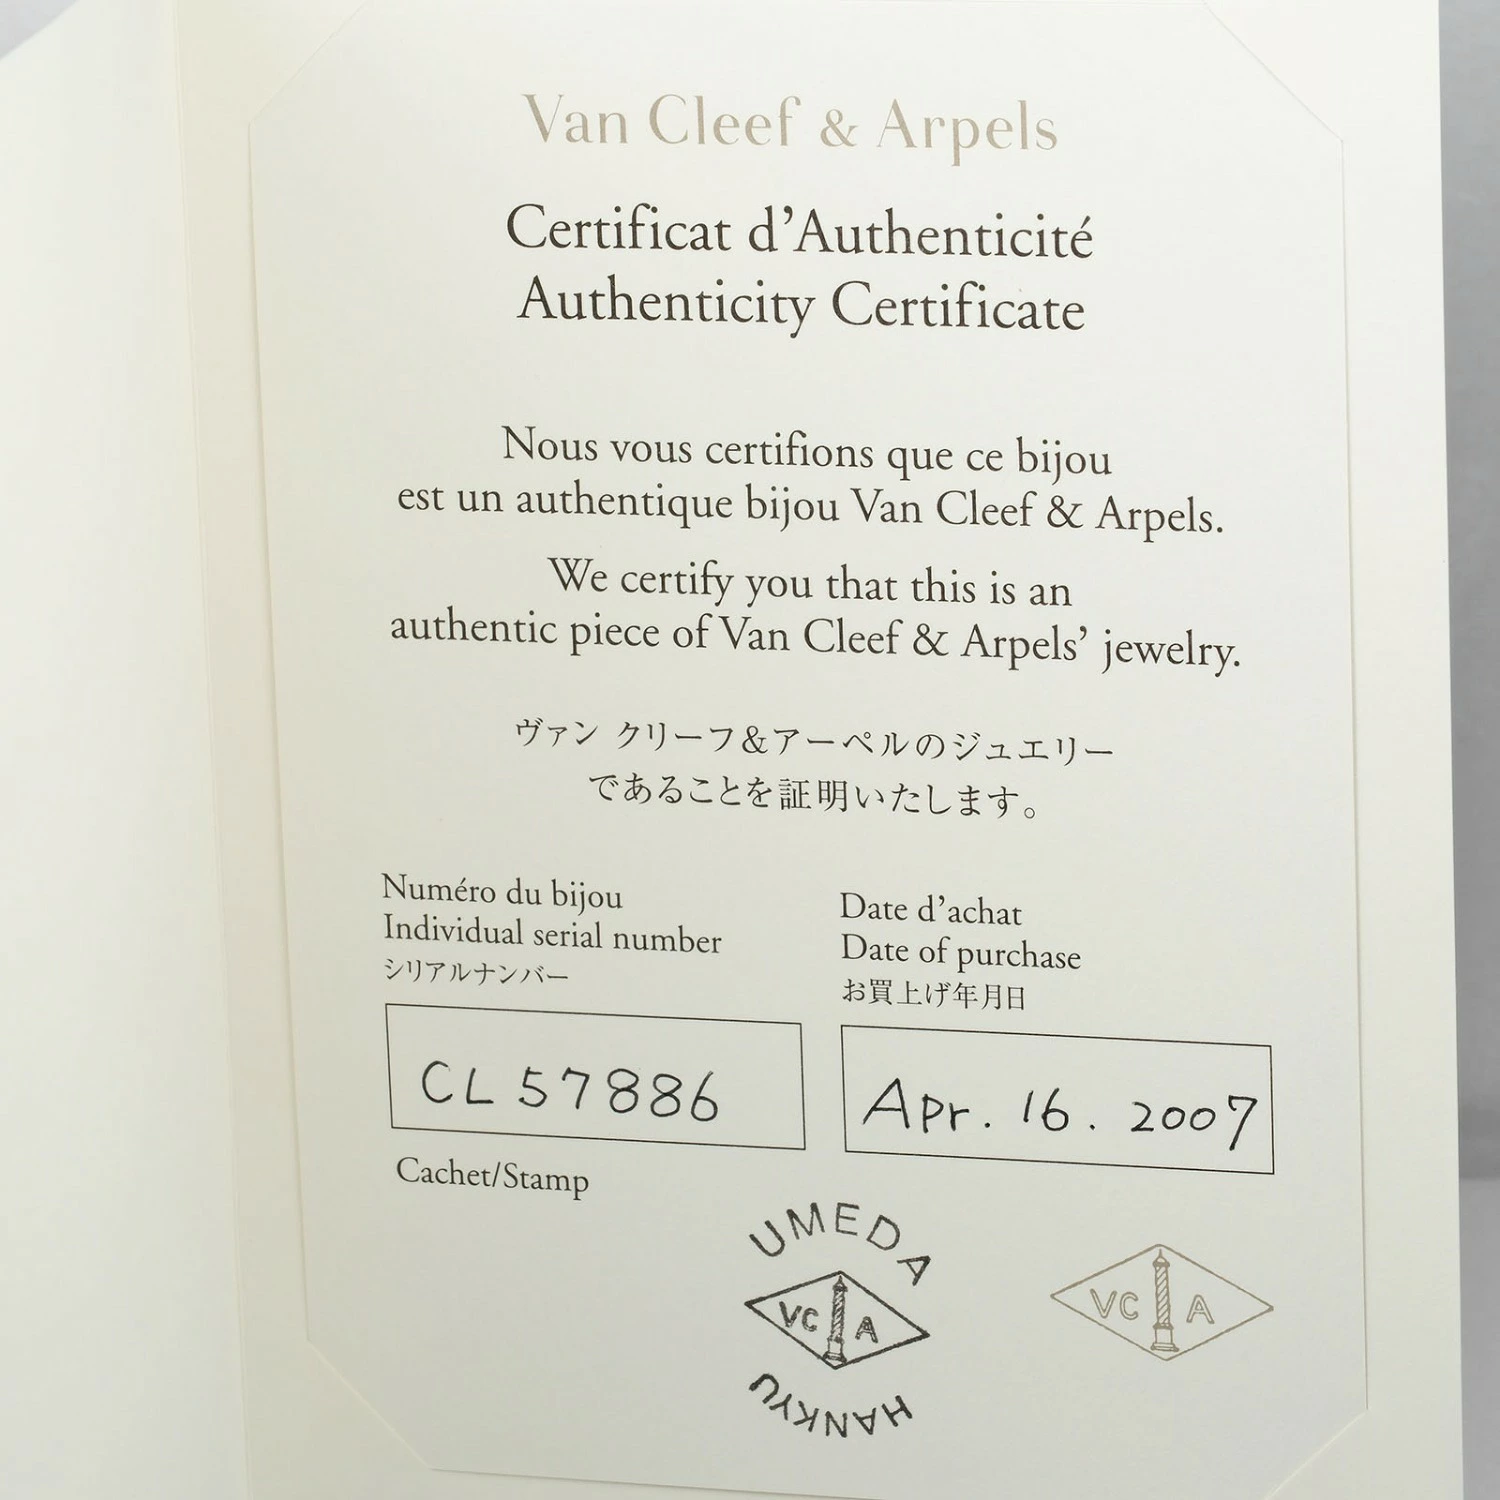 Van Cleef & Arpels
Certificat d’Authenticité
Authenticity Certificate
Nous vous certifions que ce bijou
est un authentique bijou Van Cleef & Arpels.
We certify you that this is an
authentic piece of Van Cleef & Arpels’ jewelry.
ヴァン クリーフ&アーペルのジュエリー
であることを証明いたします。
Numéro du bijou
Individual serial number
シリアルナンバー
CL57886
Date d’achat
Date of purchase
お買上げ年月日
Apr. 16. 2007
Cachet/Stamp
UMEDA
VC A
HANKYU
VC A